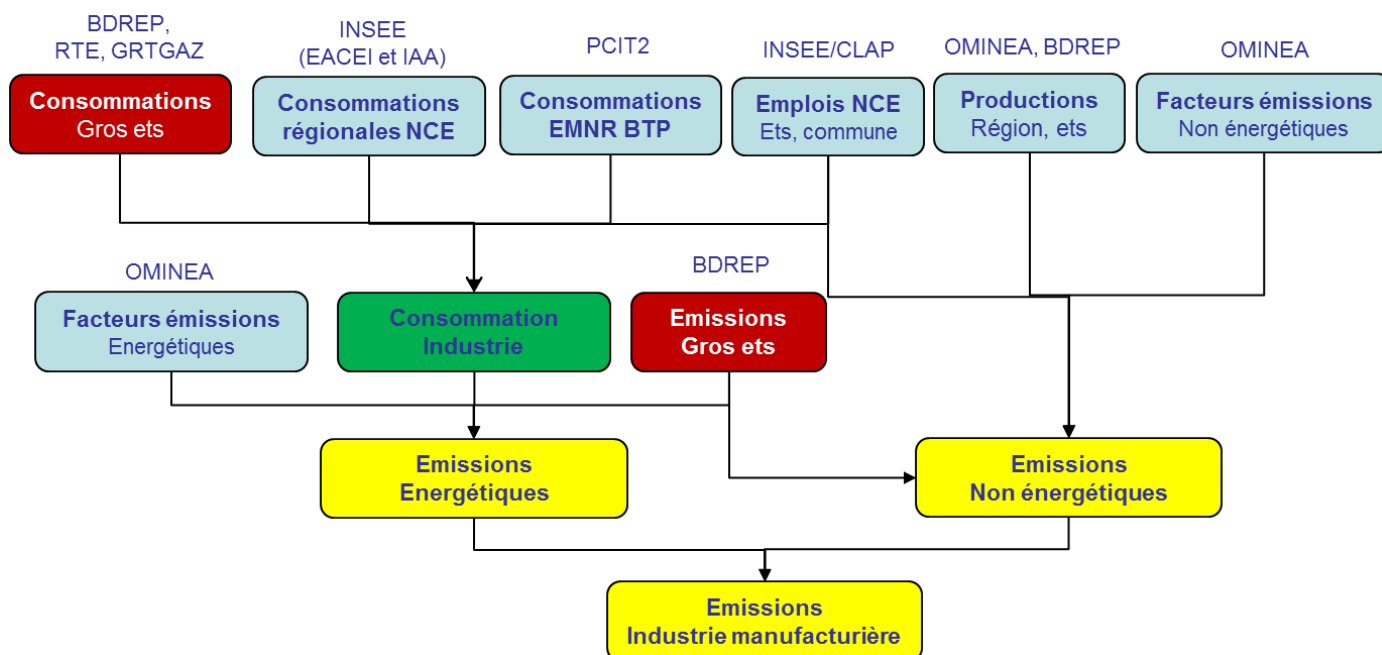 BDREP,
RTE, GRTGAZ
INSEE
(EACEI et IAA)
PCIT2
INSEE/CLAP
OMINEA, BDREP
OMINEA
Consommations
Gros ets
Consommations
régionales NCE
Consommations
EMNR BTP
Emplois NCE
Ets, commune
Productions
Région, ets
Facteurs émissions
Non énergétiques
OMINEA
BDREP
Facteurs émissions
Energétiques
Consommation
Industrie
Emissions
Gros ets
Emissions
Energétiques
Emissions
Non énergétiques
Emissions
Industrie manufacturière